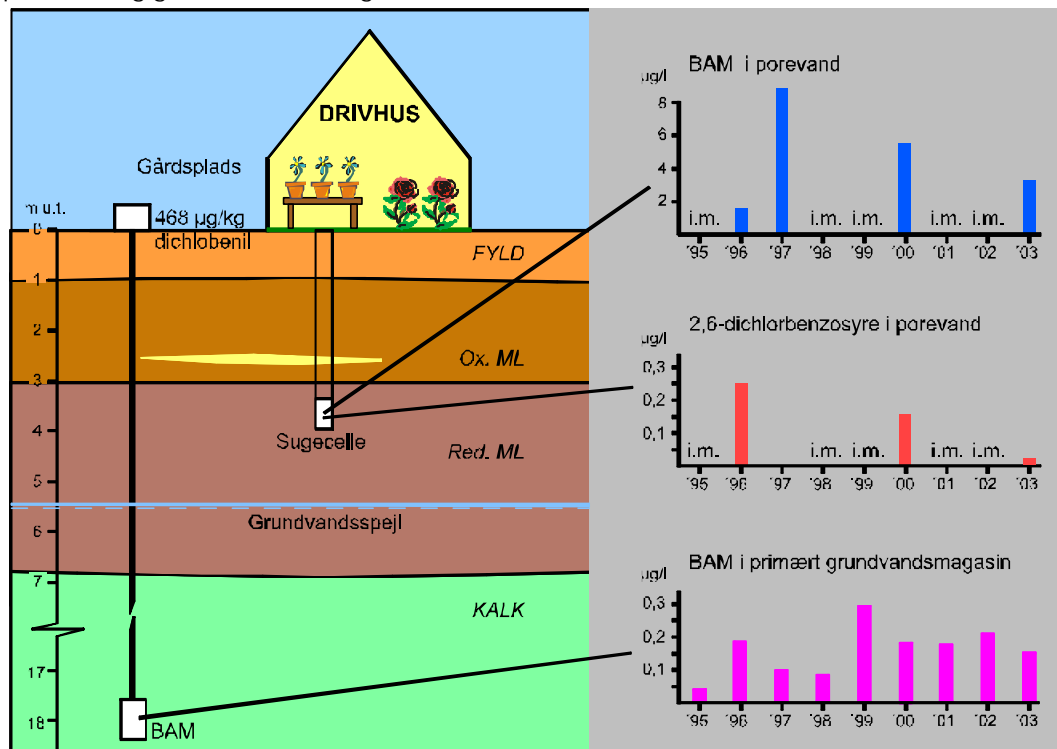 DRIVHUS
Gårdsplads
m u.t.
468 µg/kg
dichlobenil
0
FYLD
1
2
Ox. ML
3
4
Sugecelle
Red. ML
5
Grundvandsspejl
6
7
KALK
17
18
BAM
BAM i porevand
µg/l
8
6
4
2
i.m. i.m. i.m. i.m. i.m.
'95 '96 '97 '98 '99 '00 '01 '02 '03
2,6-dichlorbenzosyre i porevand
µg/l
0,3
0,2
0,1
i.m. i.m. i.m. i.m. i.m.
'95 '96 '97 '98 '99 '00 '01 '02 '03
BAM i primært grundvandsmagasin
µg/l
0,3
0,2
0,1
'95 '96 '97 '98 '99 '00 '01 '02 '03